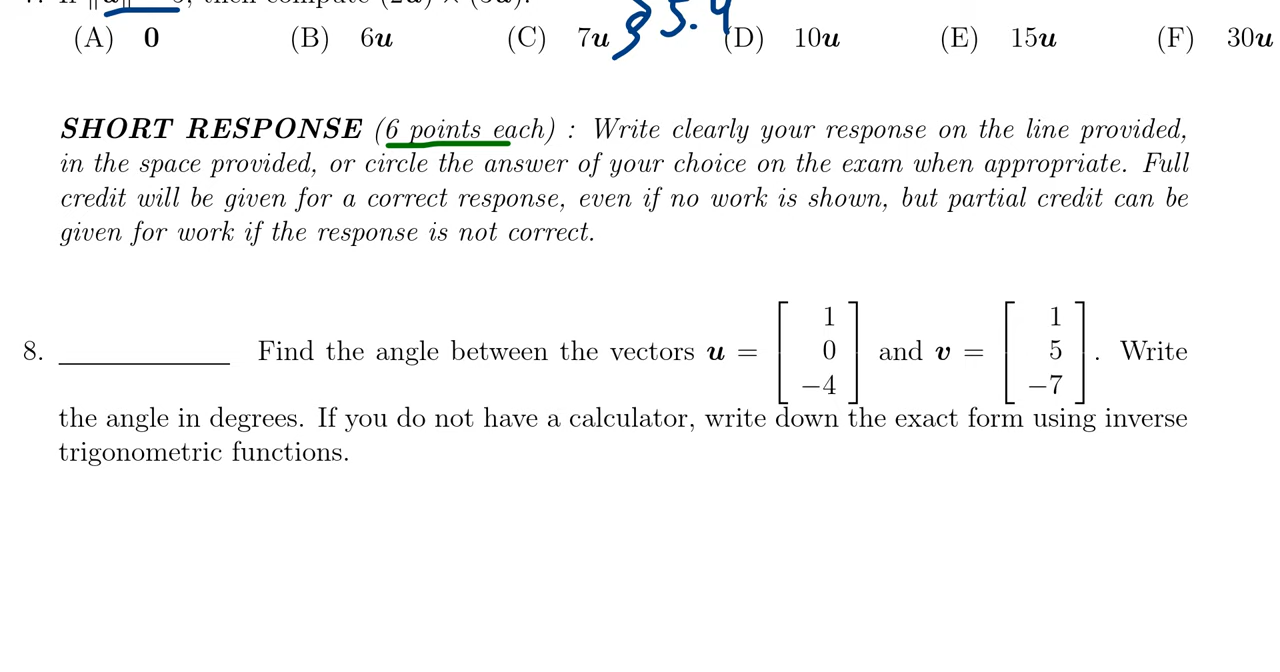 (A) 0 (B) 6u (C) 7u (D) 10u (E) 15u (F) 30u
§5.4
SHORT RESPONSE (6 points each) : Write clearly your response on the line provided,
in the space provided, or circle the answer of your choice on the exam when appropriate. Full
credit will be given for a correct response, even if no work is shown, but partial credit can be
given for work if the response is not correct.
8. ____________ Find the angle between the vectors u = [1 0 −4] and v = [1 5 −7]. Write
the angle in degrees. If you do not have a calculator, write down the exact form using inverse
trigonometric functions.